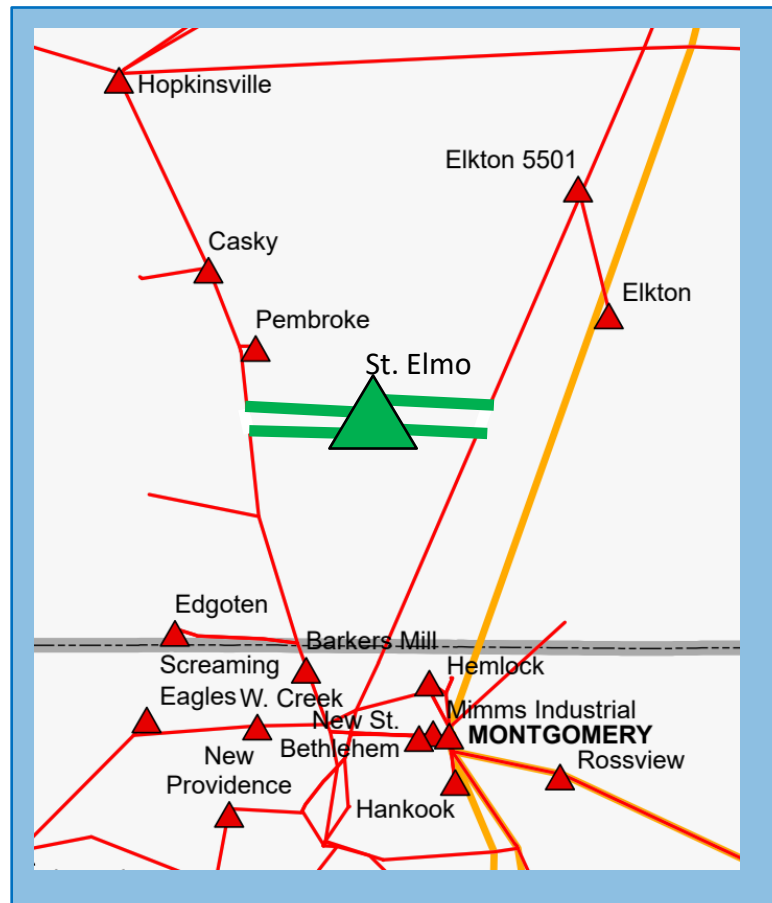 Hopkinsville
Elkton 5501
Casky
Elkton
Pembroke
St. Elmo
Edgoten
Barkers Mill
Screaming
Eagles
Hemlock
W. Creek
New St.
Bethlehem
Mimms Industrial
MONTGOMERY
New
Providence
Rossview
Hankook